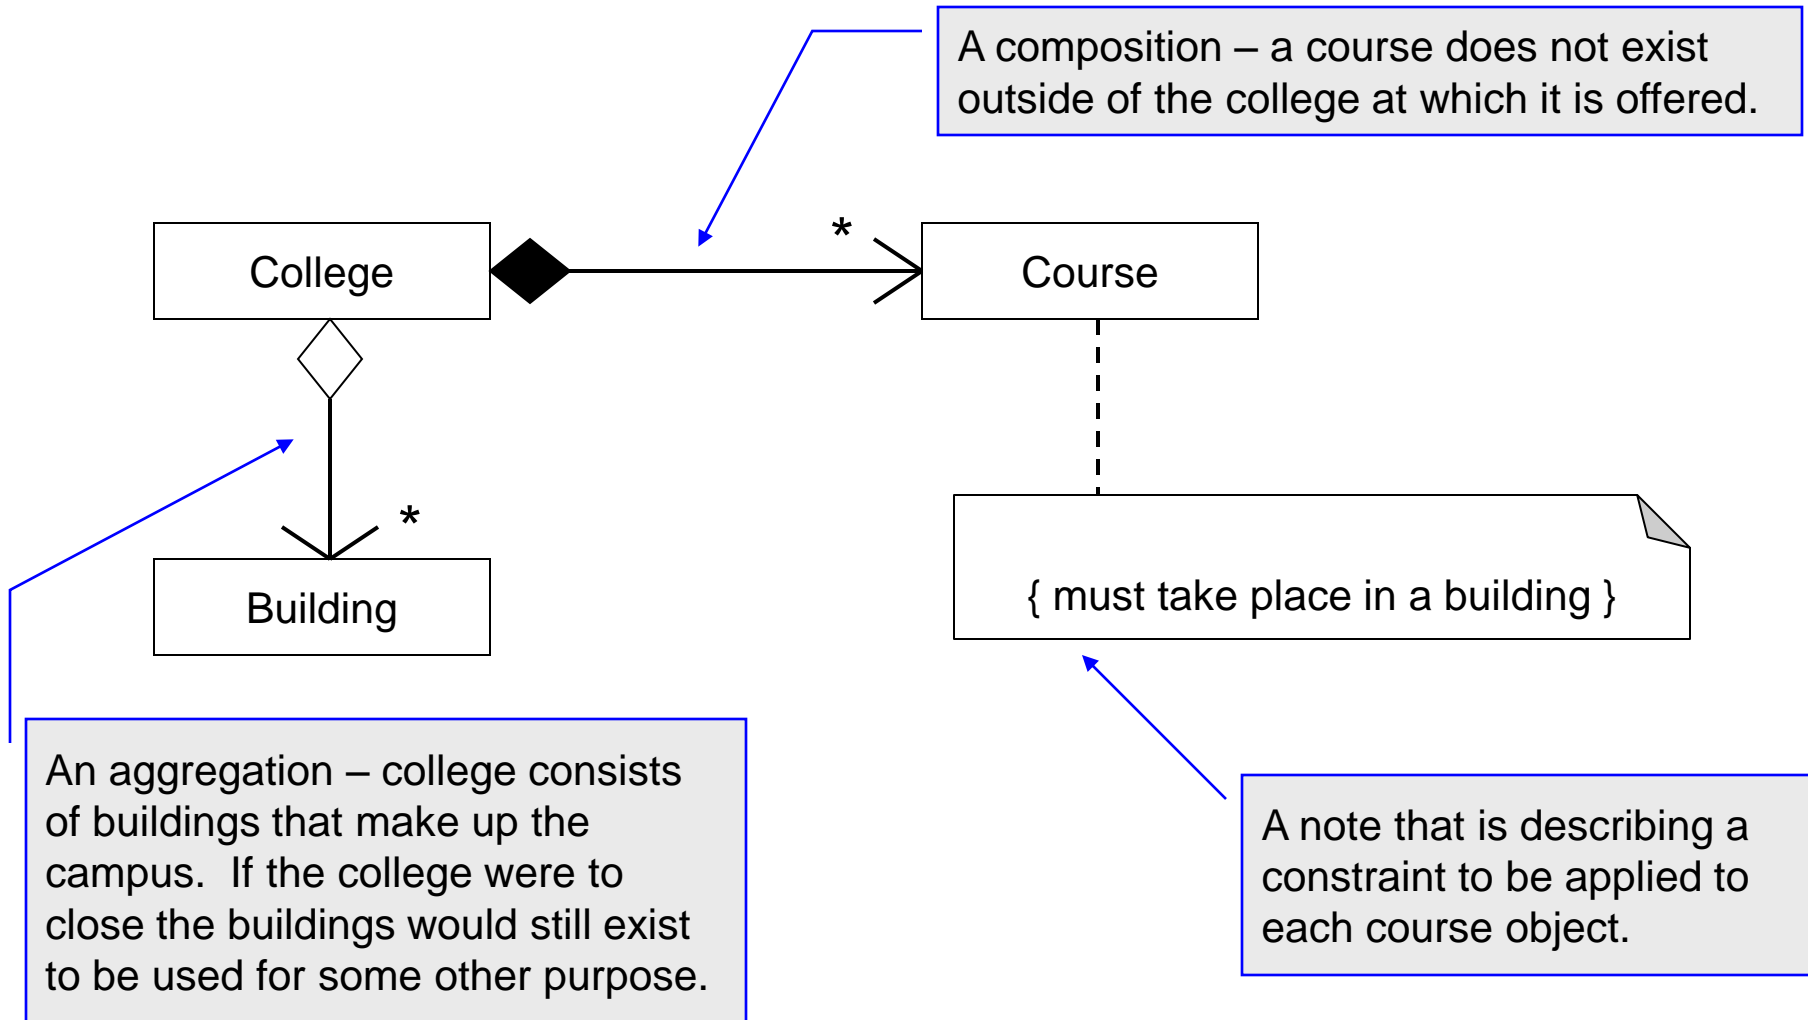 A composition – a course does not exist
outside of the college at which it is offered.
*
College
Course
*
Building
{ must take place in a building }
An aggregation – college consists
of buildings that make up the
campus.  If the college were to
close the buildings would still exist
to be used for some other purpose.
A note that is describing a
constraint to be applied to
each course object.